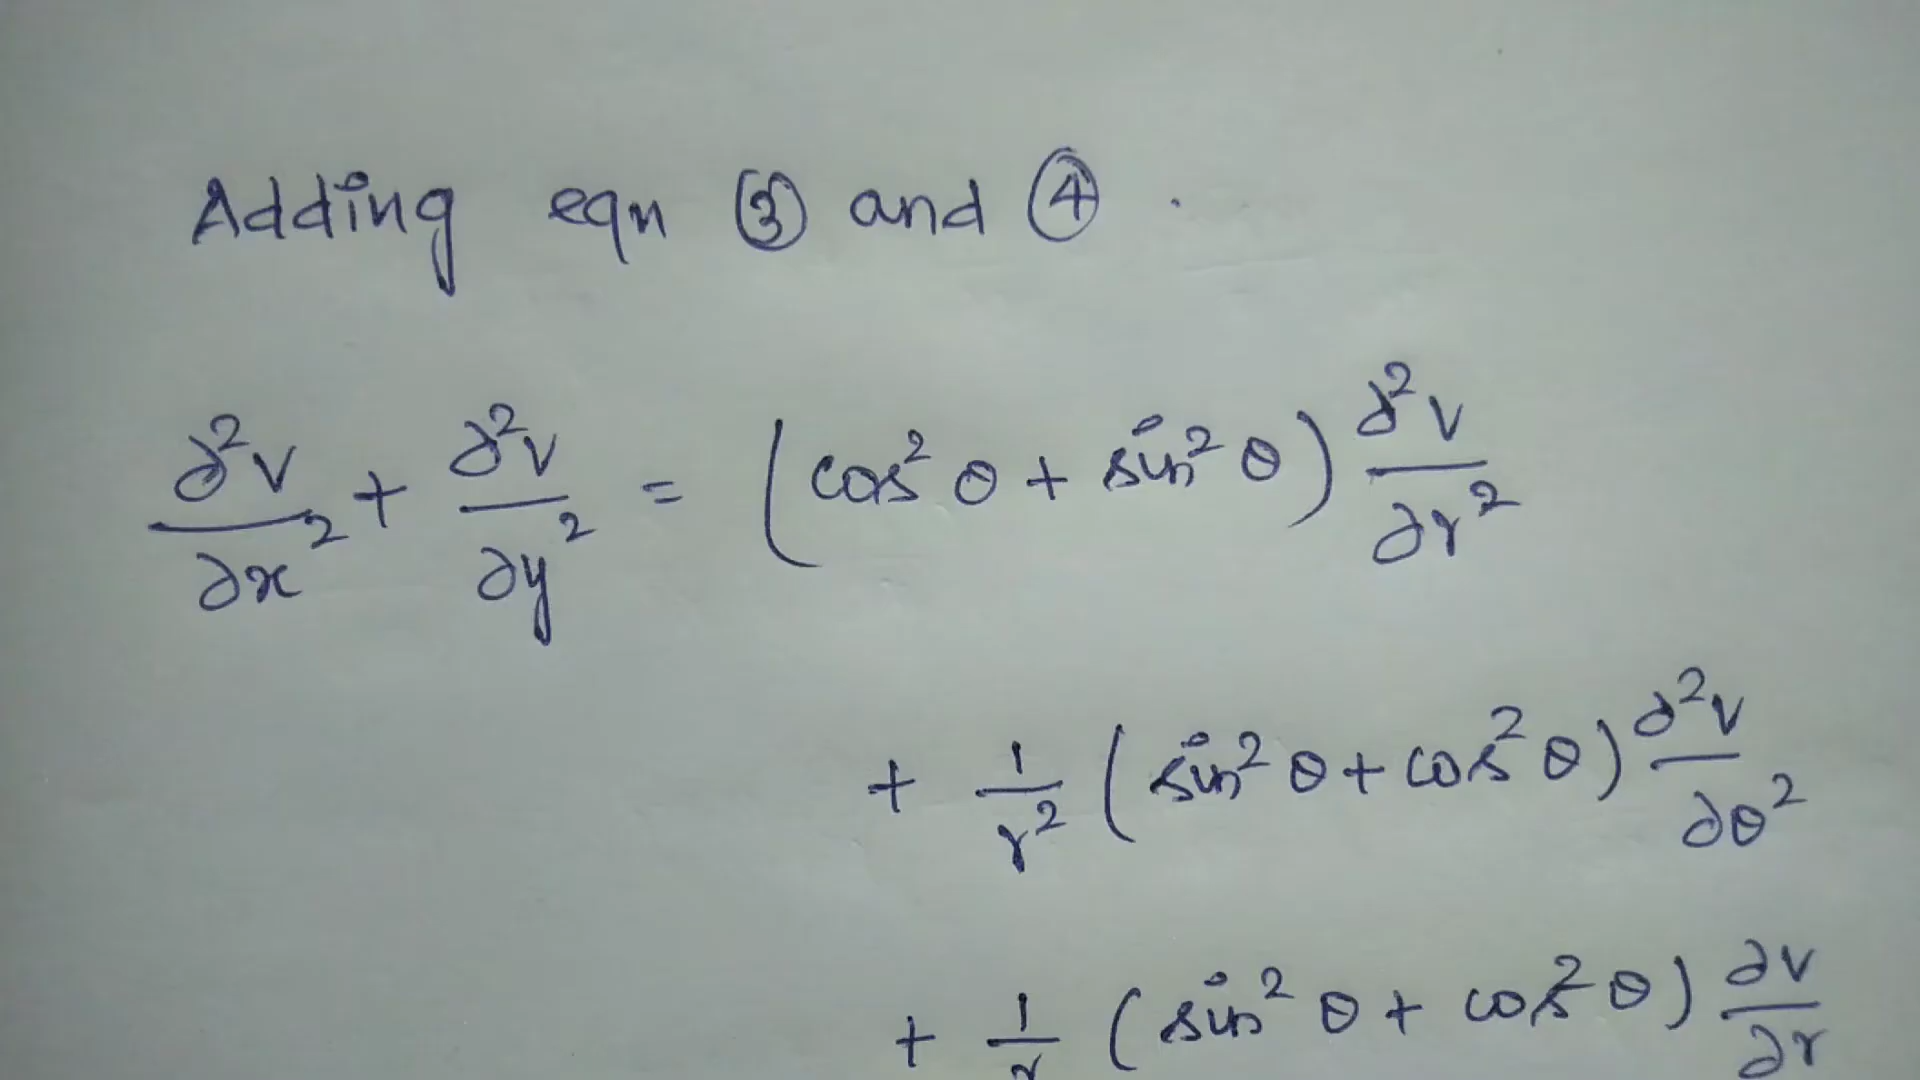 Adding eqn ③ and ④.
∂²V/∂x² + ∂²V/∂y² = (cos²θ + sin²θ) ∂²V/∂r²
+ 1/r² (sin²θ + cos²θ) ∂²V/∂θ²
+ 1/r (sin²θ + cos²θ) ∂V/∂r